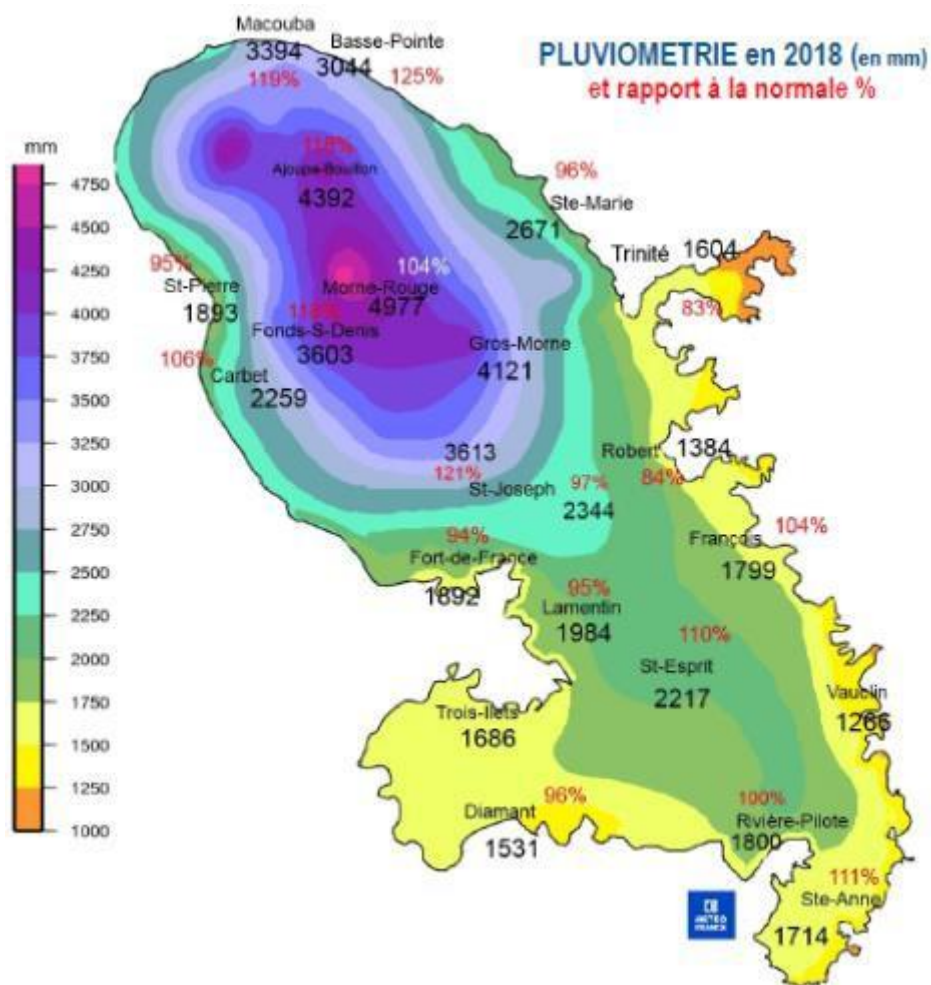 PLUVIOMETRIE en 2018 (en mm)
et rapport à la normale %
Macouba
3394
119%
Basse-Pointe
3044
125%
mm
4750
4500
4250
4000
3750
3500
3250
3000
2750
2500
2250
2000
1750
1500
1250
1000
Ajoupa-Bouillon
4392
96%
Ste-Marie
2671
Trinité
1604
83%
95%
St-Pierre
1893
104%
Morne-Rouge
4977
Fonds-S-Denis
3603
106%
Carbet
2259
Gros-Morne
4121
3613
121%
St-Joseph
Robert
1384
84%
97%
2344
94%
Fort-de-France
1892
104%
François
1799
95%
Lamentin
1984
110%
St-Esprit
2217
Vauclin
1266
Trois-Ilets
1686
96%
Diamant
1531
100%
Rivière-Pilote
1800
111%
Ste-Anne
1714
METEO
FRANCE